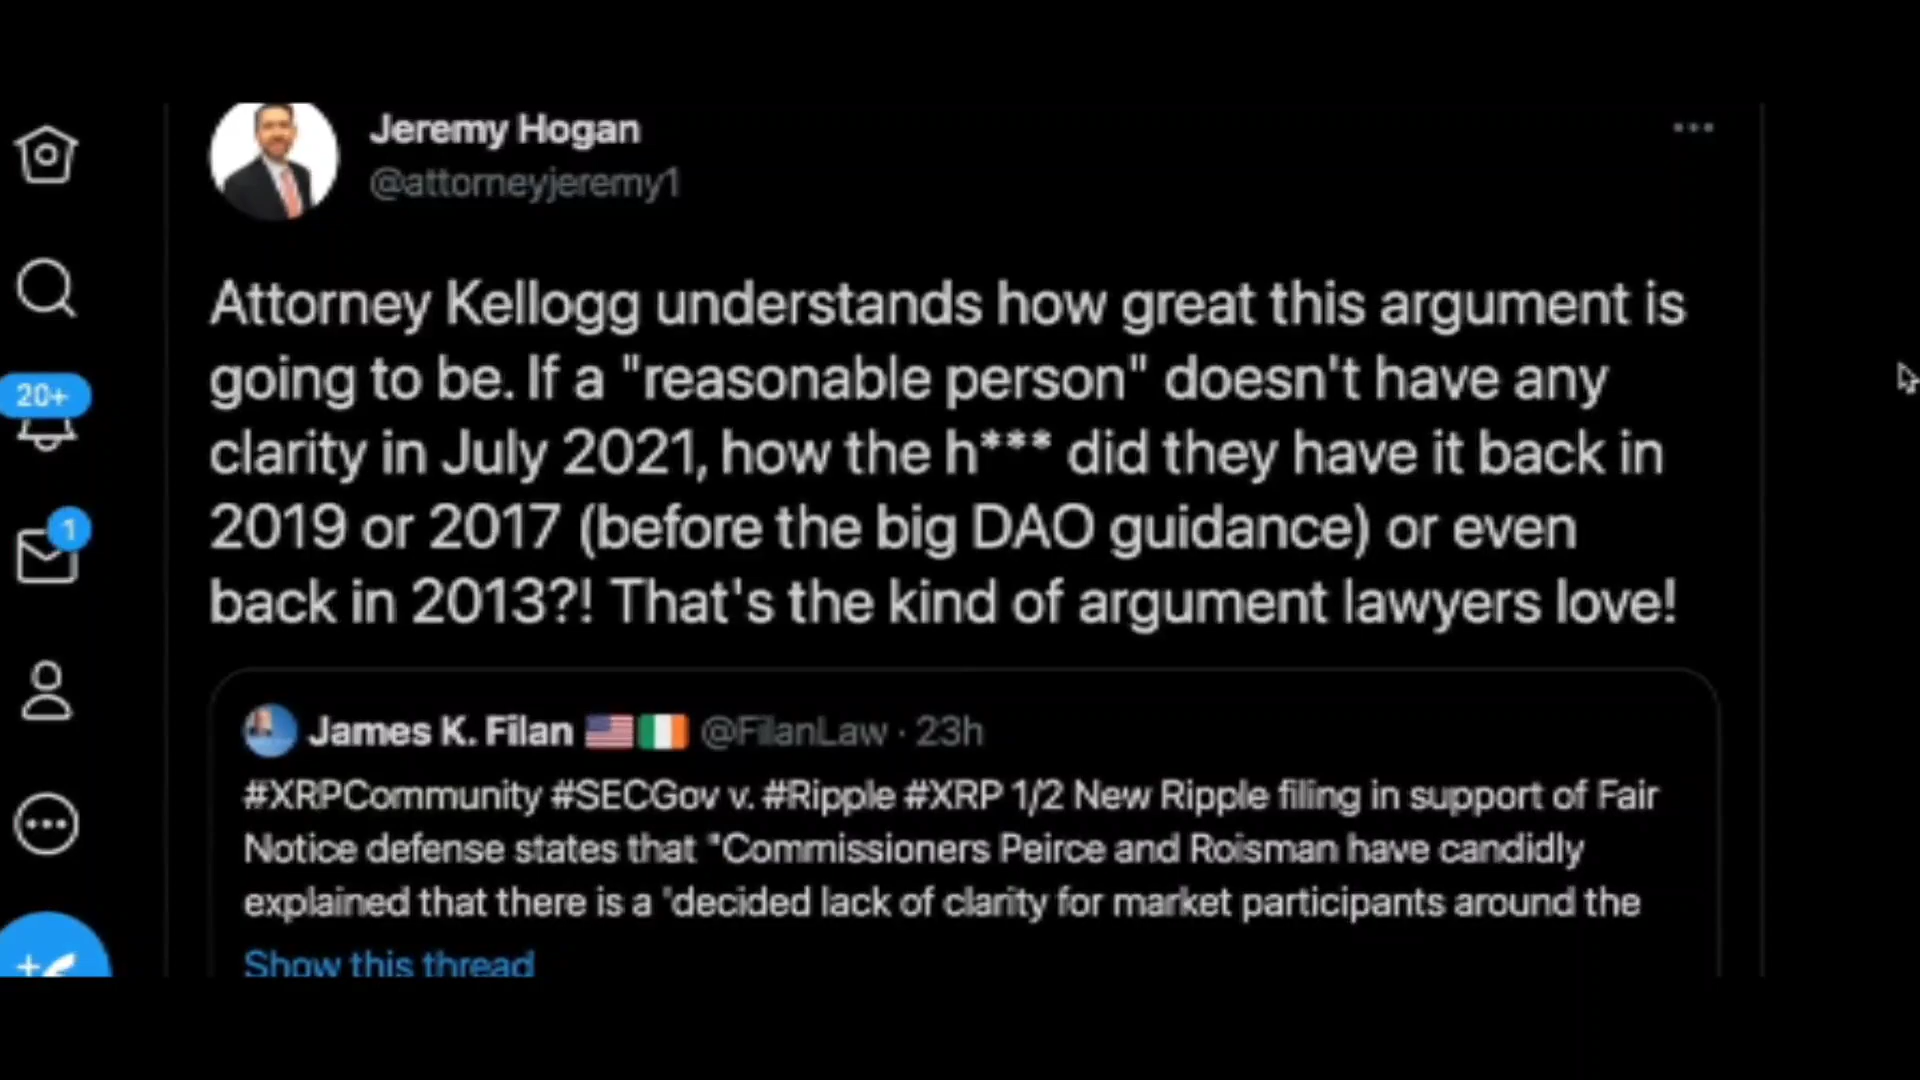 Jeremy Hogan
@attorneyjeremy1
Attorney Kellogg understands how great this argument is
going to be. If a "reasonable person" doesn't have any
clarity in July 2021, how the h*** did they have it back in
2019 or 2017 (before the big DAO guidance) or even
back in 2013?! That's the kind of argument lawyers love!
20+
1
James K. Filan 🇺🇸🇮🇪 @FilanLaw · 23h
#XRPCommunity #SECGov v. #Ripple #XRP 1/2 New Ripple filing in support of Fair
Notice defense states that "Commissioners Peirce and Roisman have candidly
explained that there is a 'decided lack of clarity for market participants around the
Show this thread